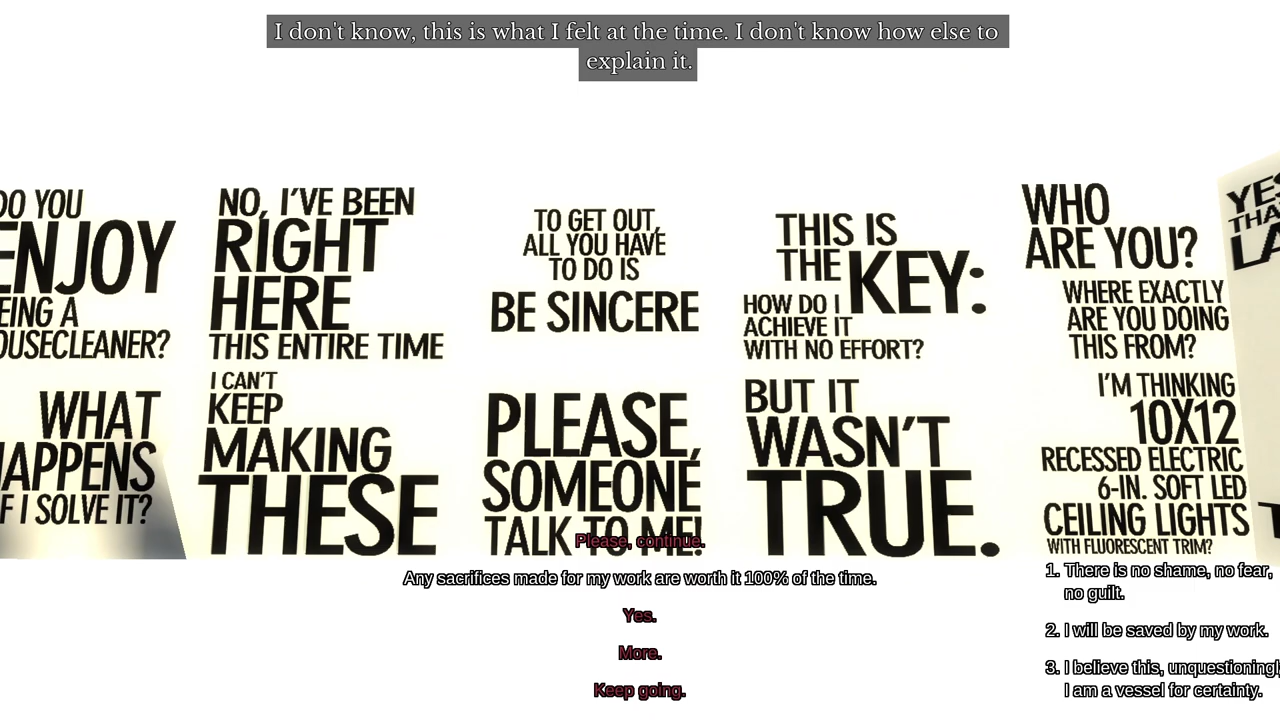 I don't know, this is what I felt at the time. I don't know how else to
explain it.
DO YOU
ENJOY
EING A
OUSECLEANER?
WHAT
APPENS
F I SOLVE IT?
NO, I'VE BEEN
RIGHT
HERE
THIS ENTIRE TIME
I CAN'T
KEEP
MAKING
THESE
TO GET OUT,
ALL YOU HAVE
TO DO IS
BE SINCERE
PLEASE,
SOMEONE
TALK TO ME!
THIS IS
THE KEY:
HOW DO I
ACHIEVE IT
WITH NO EFFORT?
BUT IT
WASN'T
TRUE.
WHO
ARE YOU?
WHERE EXACTLY
ARE YOU DOING
THIS FROM?
I'M THINKING
10X12
RECESSED ELECTRIC
6-IN. SOFT LED
CEILING LIGHTS
WITH FLUORESCENT TRIM?
YES
THA
LA
Please, continue.
Any sacrifices made for my work are worth it 100% of the time.
Yes.
More.
Keep going.
1. There is no shame, no fear,
no guilt.
2. I will be saved by my work.
3. I believe this, unquestioningl
I am a vessel for certainty.